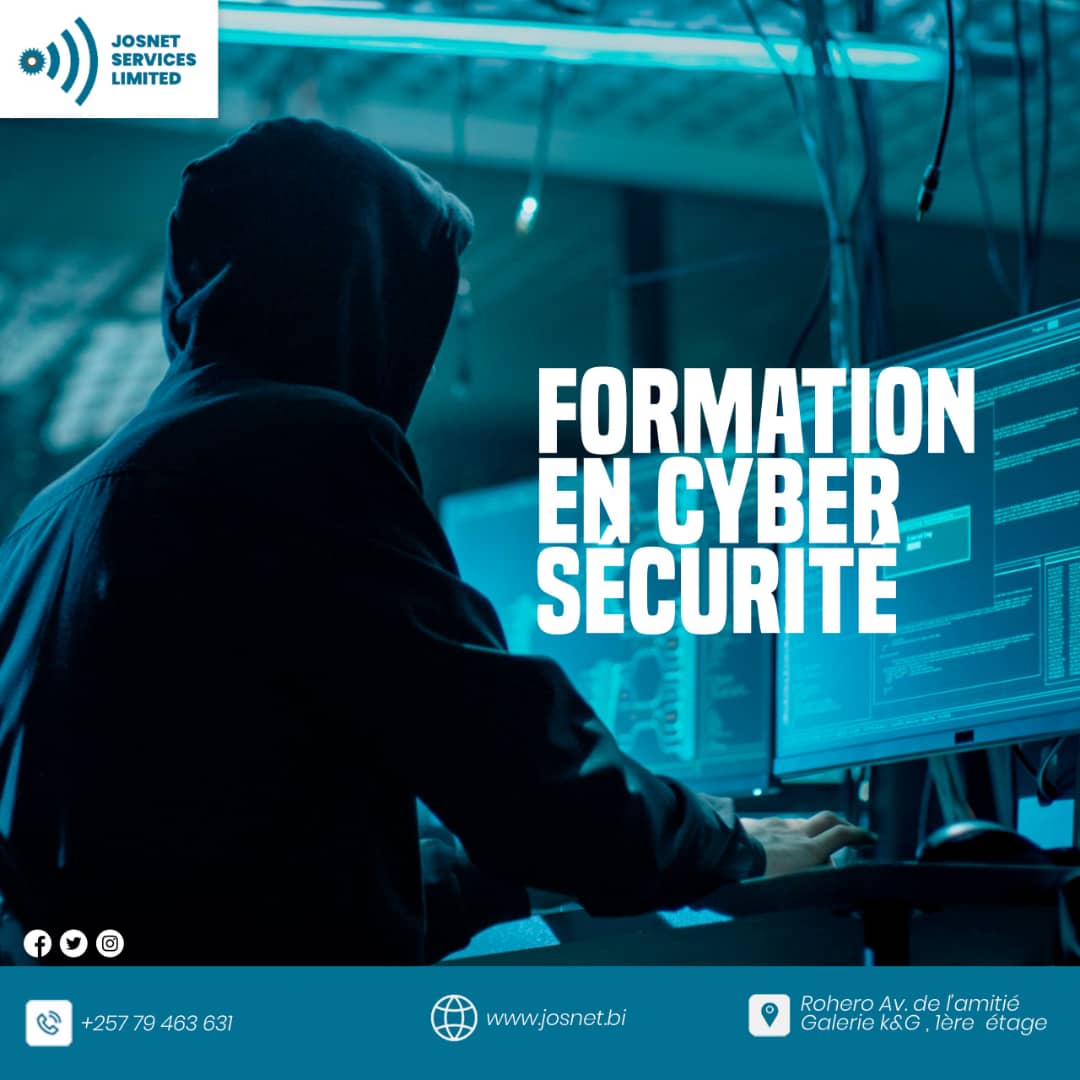 JOSNET
SERVICES
LIMITED
FORMATION
EN CYBER
SÉCURITÉ
+257 79 463 631
www.josnet.bi
Rohero Av. de l'amitié
Galerie k&G , 1ère étage